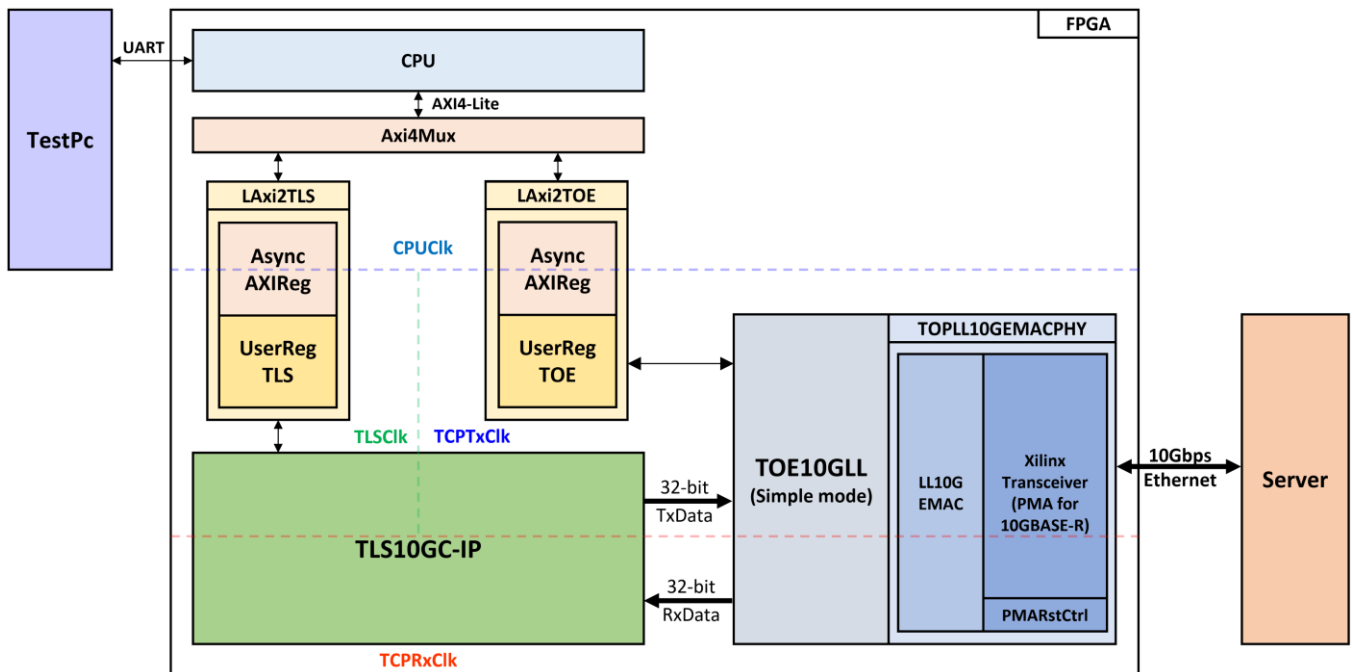 FPGA
UART
CPU
AXI4-Lite
TestPc
Axi4Mux
LAxi2TLS
LAxi2TOE
Async
AXIReg
CPUClk
Async
AXIReg
UserReg
TLS
UserReg
TOE
TOPLL10GEMACPHY
TLSClk
TCPTxClk
TOE10GLL
(Simple mode)
LL10G
EMAC
Xilinx
Transceiver
(PMA for
10GBASE-R)
10Gbps
Ethernet
Server
32-bit
TxData
TLS10GC-IP
32-bit
RxData
PMARstCtrl
TCPRxClk